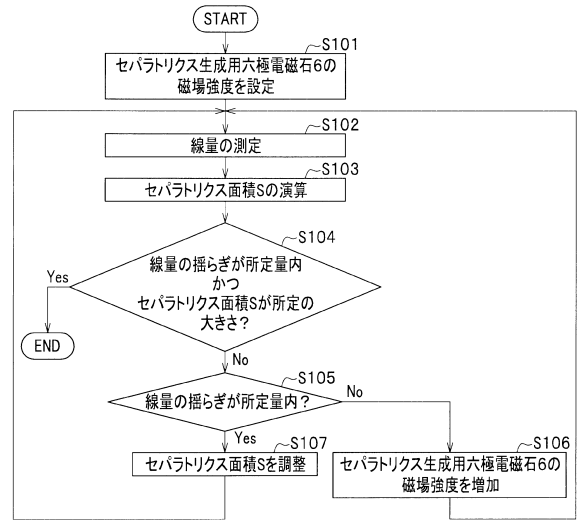 START
S101
セパラトリクス生成用六極電磁石6の
磁場強度を設定
S102
線量の測定
S103
セパラトリクス面積Sの演算
S104
線量の揺らぎが所定量内
かつ
セパラトリクス面積Sが所定の
大きさ?
Yes
END
No
S105
線量の揺らぎが所定量内?
No
Yes
S107
セパラトリクス面積Sを調整
S106
セパラトリクス生成用六極電磁石6の
磁場強度を増加